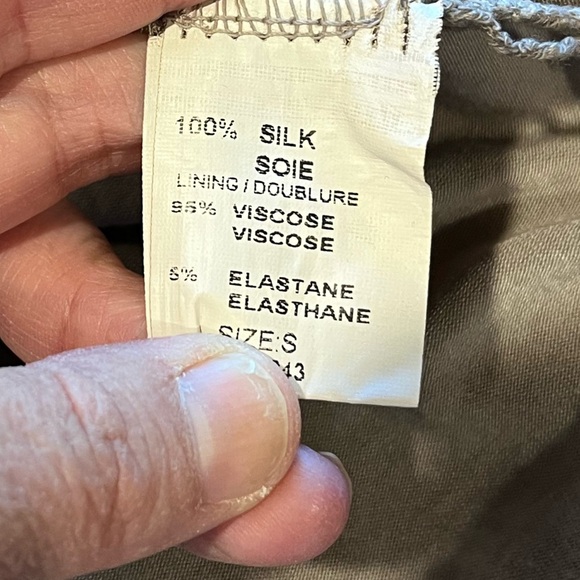 100% SILK
SOIE
LINING / DOUBLURE
95% VISCOSE
VISCOSE
5% ELASTANE
ELASTHANE
SIZE:S
43